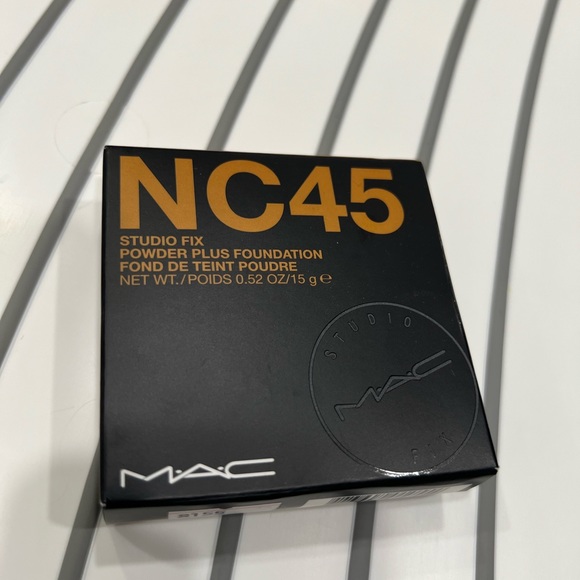 NC45
STUDIO FIX
POWDER PLUS FOUNDATION
FOND DE TEINT POUDRE
NET WT./POIDS 0.52 OZ/15 g ℮
STUDIO
M·A·C
FIX
M·A·C